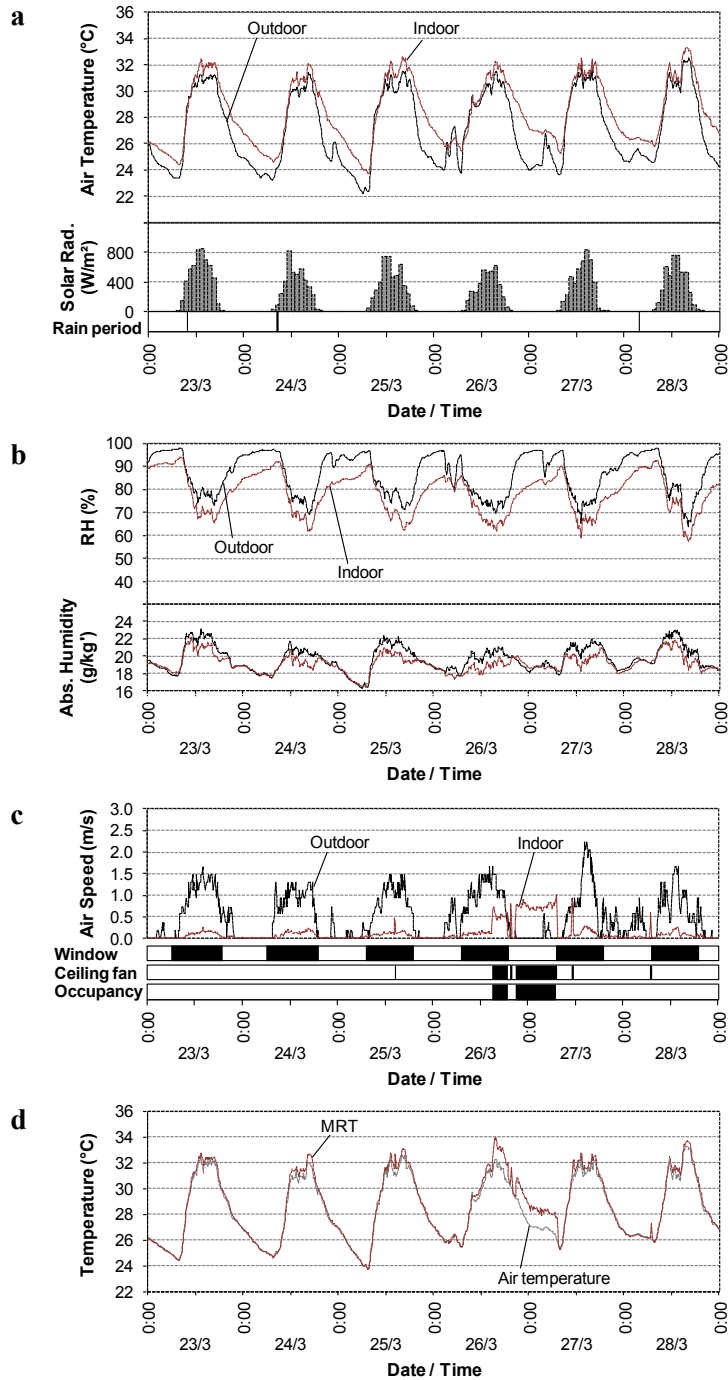 a
Air Temperature (°C)
36
34
32
30
28
26
24
22
Outdoor
Indoor
Solar Rad. (W/m²)
800
400
0
Rain period
0:00 0:00 0:00 0:00 0:00 0:00 0:00
23/3 24/3 25/3 26/3 27/3 28/3
Date / Time
b
RH (%)
100
90
80
70
60
50
40
30
Outdoor
Indoor
Abs. Humidity (g/kg')
24
22
20
18
16
0:00 0:00 0:00 0:00 0:00 0:00 0:00
23/3 24/3 25/3 26/3 27/3 28/3
Date / Time
c
Air Speed (m/s)
3.0
2.5
2.0
1.5
1.0
0.5
0.0
Outdoor
Indoor
Window
Ceiling fan
Occupancy
0:00 0:00 0:00 0:00 0:00 0:00 0:00
23/3 24/3 25/3 26/3 27/3 28/3
Date / Time
d
Temperature (°C)
36
34
32
30
28
26
24
22
MRT
Air temperature
0:00 0:00 0:00 0:00 0:00 0:00 0:00
23/3 24/3 25/3 26/3 27/3 28/3
Date / Time